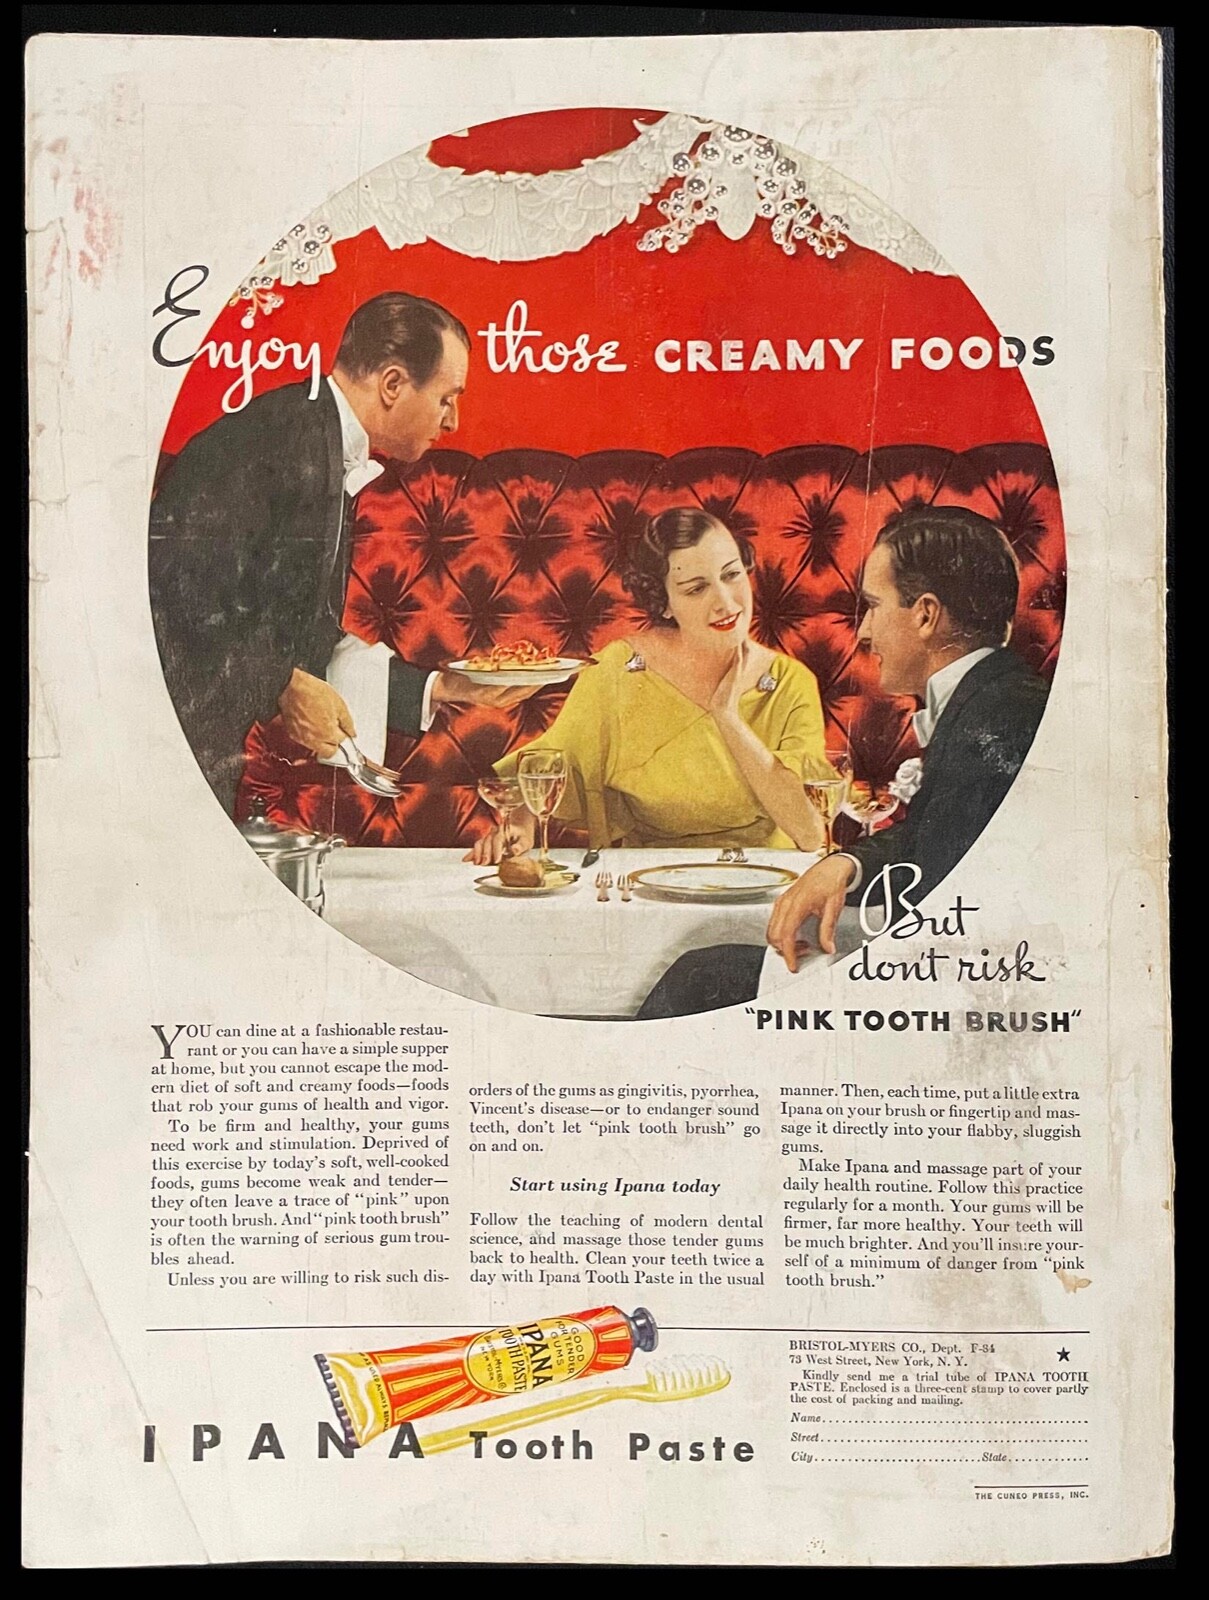 Enjoy those CREAMY FOODS
But
don't risk
"PINK TOOTH BRUSH"
YOU can dine at a fashionable restau-
rant or you can have a simple supper
at home, but you cannot escape the mod-
ern diet of soft and creamy foods—foods
that rob your gums of health and vigor.
To be firm and healthy, your gums
need work and stimulation. Deprived of
this exercise by today's soft, well-cooked
foods, gums become weak and tender—
they often leave a trace of "pink" upon
your tooth brush. And "pink tooth brush"
is often the warning of serious gum trou-
bles ahead.
Unless you are willing to risk such dis-
orders of the gums as gingivitis, pyorrhea,
Vincent's disease—or to endanger sound
teeth, don't let "pink tooth brush" go
on and on.
Start using Ipana today
Follow the teaching of modern dental
science, and massage those tender gums
back to health. Clean your teeth twice a
day with Ipana Tooth Paste in the usual
manner. Then, each time, put a little extra
Ipana on your brush or fingertip and mas-
sage it directly into your flabby, sluggish
gums.
Make Ipana and massage part of your
daily health routine. Follow this practice
regularly for a month. Your gums will be
firmer, far more healthy. Your teeth will
be much brighter. And you'll insure your-
self of a minimum of danger from "pink
tooth brush."
GOOD
FOR TENDER
GUMS
IPANA
TOOTH PASTE
BRISTOL-MYERS CO.
NEW YORK
IPANA Tooth Paste
BRISTOL-MYERS CO., Dept. F-84
73 West Street, New York, N. Y.
Kindly send me a trial tube of IPANA TOOTH
PASTE. Enclosed is a three-cent stamp to cover partly
the cost of packing and mailing.
Name
Street
City State
THE CUNEO PRESS, INC.